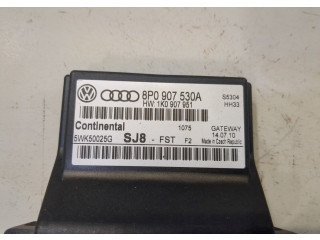 8P0 907 530A S5304
HW: 1K0 907 951 HH33
Continental 1075 GATEWAY
5WK50025G SJ8 - FST F2 14.07.10
Made in Czech Republic